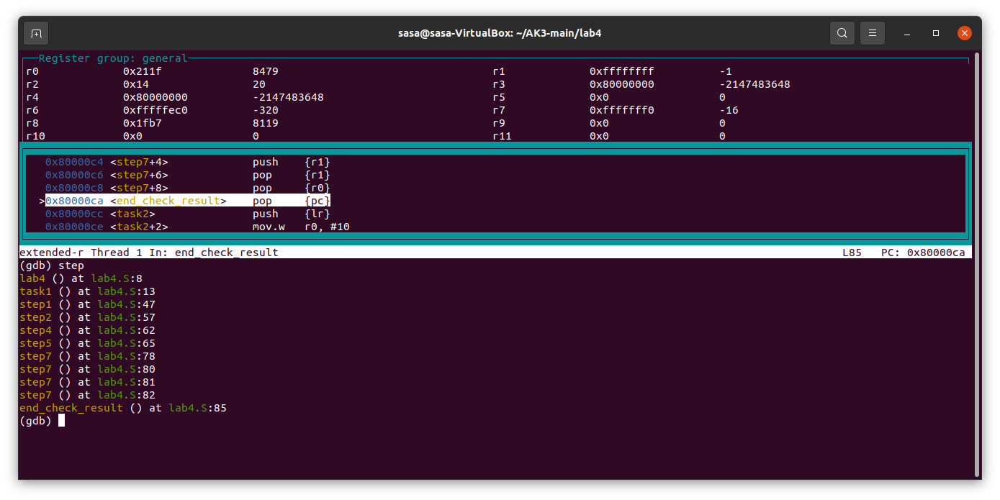 sasa@sasa-VirtualBox: ~/AK3-main/lab4
Register group: general
r0 0x211f 8479 r1 0xffffffff -1
r2 0x14 20 r3 0x80000000 -2147483648
r4 0x80000000 -2147483648 r5 0x0 0
r6 0xfffffec0 -320 r7 0xfffffff0 -16
r8 0x1fb7 8119 r9 0x0 0
r10 0x0 0 r11 0x0 0
0x80000c4 <step7+4> push {r1}
0x80000c6 <step7+6> pop {r1}
0x80000c8 <step7+8> pop {r0}
>0x80000ca <end_check_result> pop {pc}
0x80000cc <task2> push {lr}
0x80000ce <task2+2> mov.w r0, #10
extended-r Thread 1 In: end_check_result L85 PC: 0x80000ca
(gdb) step
lab4 () at lab4.S:8
task1 () at lab4.S:13
step1 () at lab4.S:47
step2 () at lab4.S:57
step4 () at lab4.S:62
step5 () at lab4.S:65
step7 () at lab4.S:78
step7 () at lab4.S:80
step7 () at lab4.S:81
step7 () at lab4.S:82
end_check_result () at lab4.S:85
(gdb)